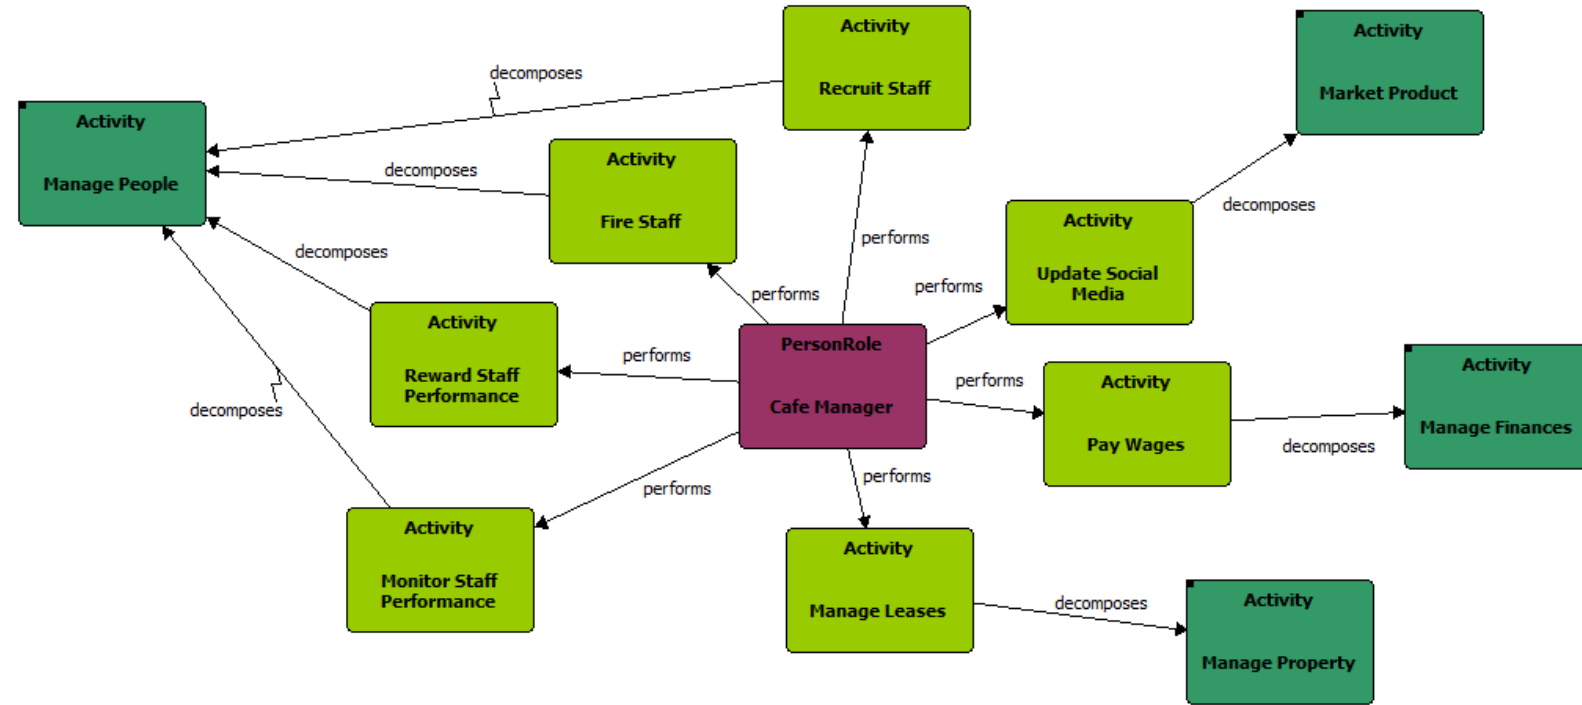 Activity
Recruit Staff
Activity
Market Product
decomposes
Activity
Manage People
Activity
Fire Staff
decomposes
decomposes
performs
Activity
Update Social
Media
decomposes
performs
performs
Activity
Reward Staff
Performance
performs
PersonRole
Cafe Manager
performs
Activity
Pay Wages
decomposes
Activity
Manage Finances
decomposes
performs
performs
Activity
Monitor Staff
Performance
Activity
Manage Leases
decomposes
Activity
Manage Property